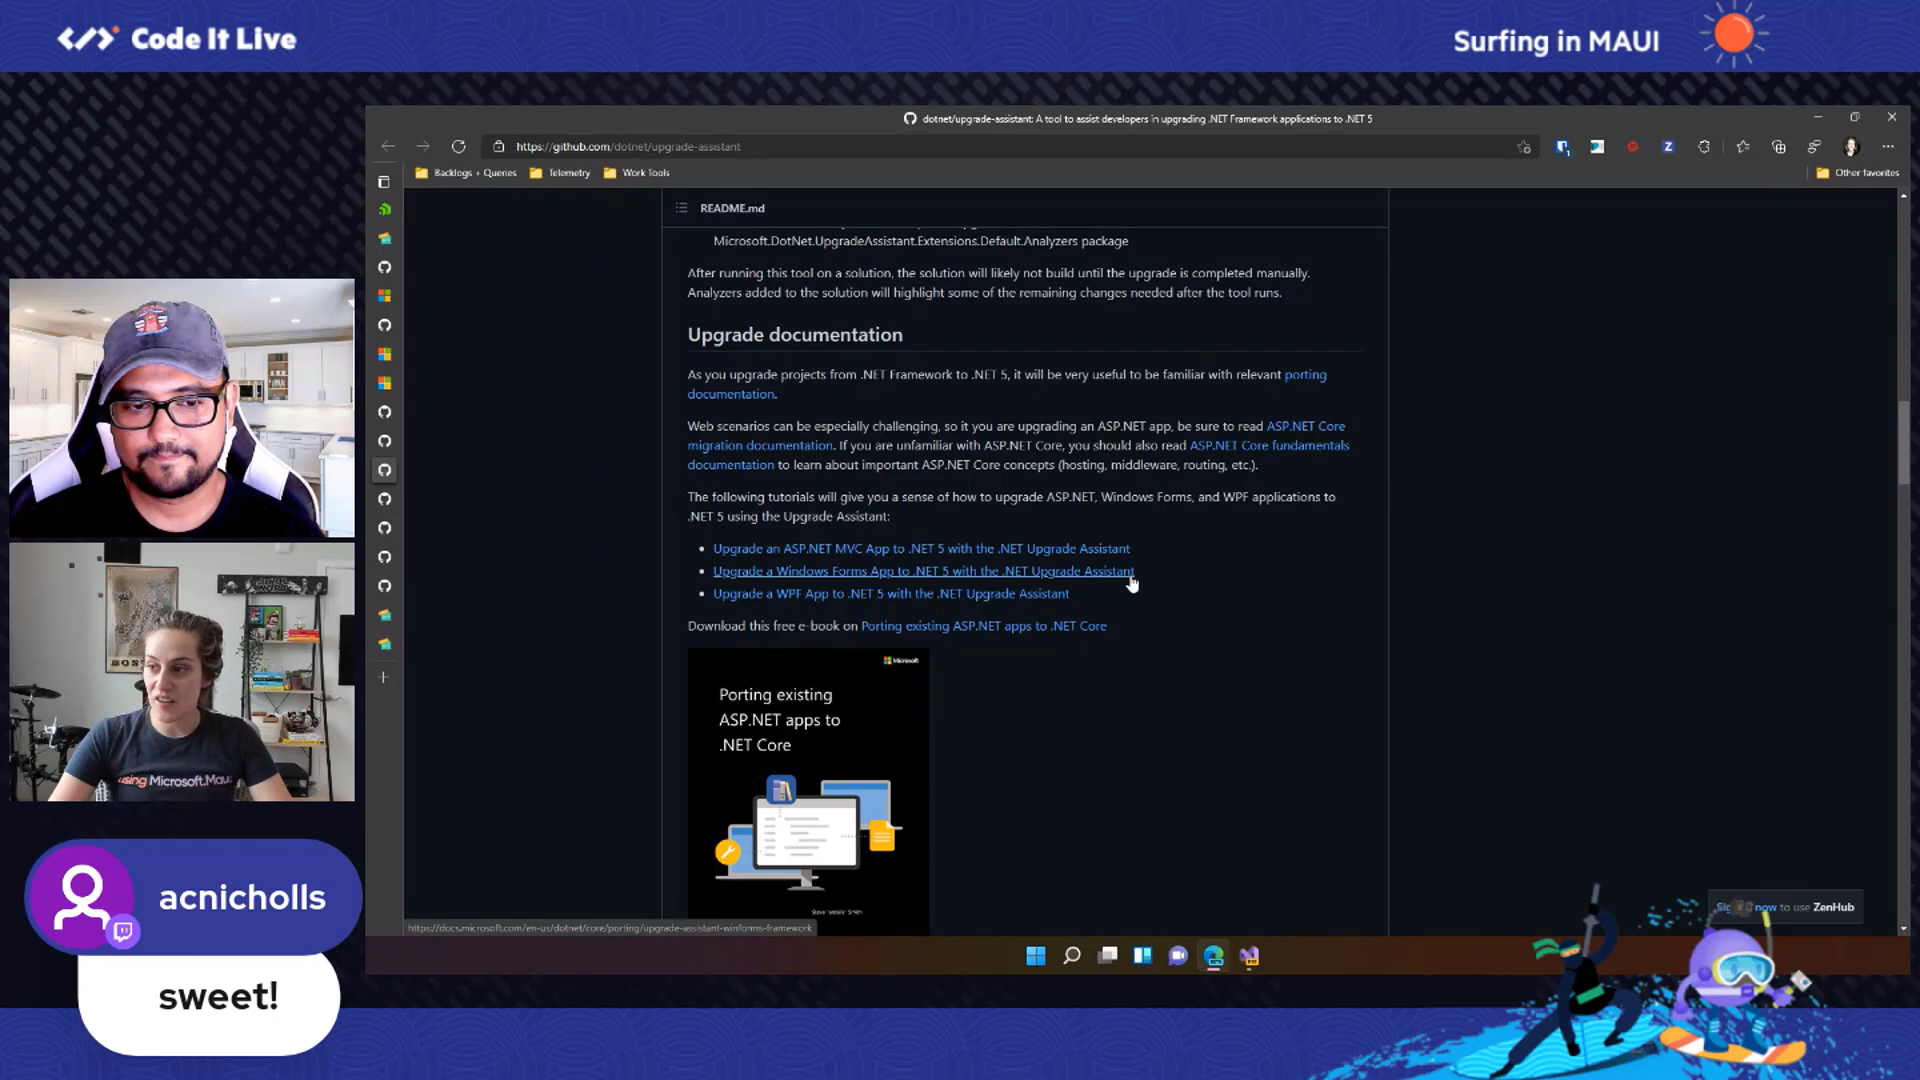 Code It Live
Surfing in MAUI
dotnet/upgrade-assistant: A tool to assist developers in upgrading .NET Framework applications to .NET 5
https://github.com/dotnet/upgrade-assistant
Backlogs + Queries
Telemetry
Work Tools
Other favorites
README.md
Microsoft.DotNet.UpgradeAssistant.Extensions.Default.Analyzers package
After running this tool on a solution, the solution will likely not build until the upgrade is completed manually.
Analyzers added to the solution will highlight some of the remaining changes needed after the tool runs.
Upgrade documentation
As you upgrade projects from .NET Framework to .NET 5, it will be very useful to be familiar with relevant porting
documentation.
Web scenarios can be especially challenging, so it you are upgrading an ASP.NET app, be sure to read ASP.NET Core
migration documentation. If you are unfamiliar with ASP.NET Core, you should also read ASP.NET Core fundamentals
documentation to learn about important ASP.NET Core concepts (hosting, middleware, routing, etc.).
The following tutorials will give you a sense of how to upgrade ASP.NET, Windows Forms, and WPF applications to
.NET 5 using the Upgrade Assistant:
Upgrade an ASP.NET MVC App to .NET 5 with the .NET Upgrade Assistant
Upgrade a Windows Forms App to .NET 5 with the .NET Upgrade Assistant
Upgrade a WPF App to .NET 5 with the .NET Upgrade Assistant
Download this free e-book on Porting existing ASP.NET apps to .NET Core
Microsoft
Porting existing
ASP.NET apps to
.NET Core
Steve "ardalis" Smith
using Microsoft.Maui
BOS
acnicholls
sweet!
https://docs.microsoft.com/en-us/dotnet/core/porting/upgrade-assistant-winforms-framework
now to use ZenHub